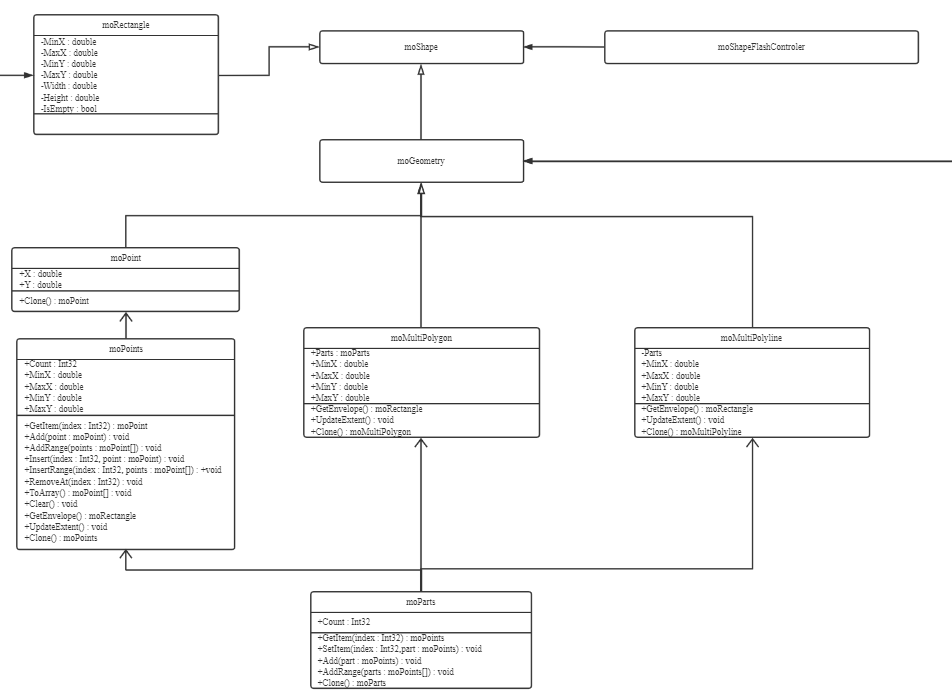 moRectangle
-MinX : double
-MaxX : double
-MinY : double
-MaxY : double
-Width : double
-Height : double
-IsEmpty : bool
moShape
moShapeFlashControler
moGeometry
moPoint
+X : double
+Y : double
+Clone() : moPoint
moPoints
+Count : Int32
+MinX : double
+MaxX : double
+MinY : double
+MaxY : double
+GetItem(index : Int32) : moPoint
+Add(point : moPoint) : void
+AddRange(points : moPoint[]) : void
+Insert(index : Int32, point : moPoint) : void
+InsertRange(index : Int32, points : moPoint[]) : +void
+RemoveAt(index : Int32) : void
+ToArray() : moPoint[] : void
+Clear() : void
+GetEnvelope() : moRectangle
+UpdateExtent() : void
+Clone() : moPoints
moMultiPolygon
+Parts : moParts
+MinX : double
+MaxX : double
+MinY : double
+MaxY : double
+GetEnvelope() : moRectangle
+UpdateExtent() : void
+Clone() : moMultiPolygon
moMultiPolyline
-Parts
+MinX : double
+MaxX : double
+MinY : double
+MaxY : double
+GetEnvelope() : moRectangle
+UpdateExtent() : void
+Clone() : moMultiPolyline
moParts
+Count : Int32
+GetItem(index : Int32) : moPoints
+SetItem(index : Int32,part : moPoints) : void
+Add(part : moPoints) : void
+AddRange(parts : moPoints[]) : void
+Clone() : moParts